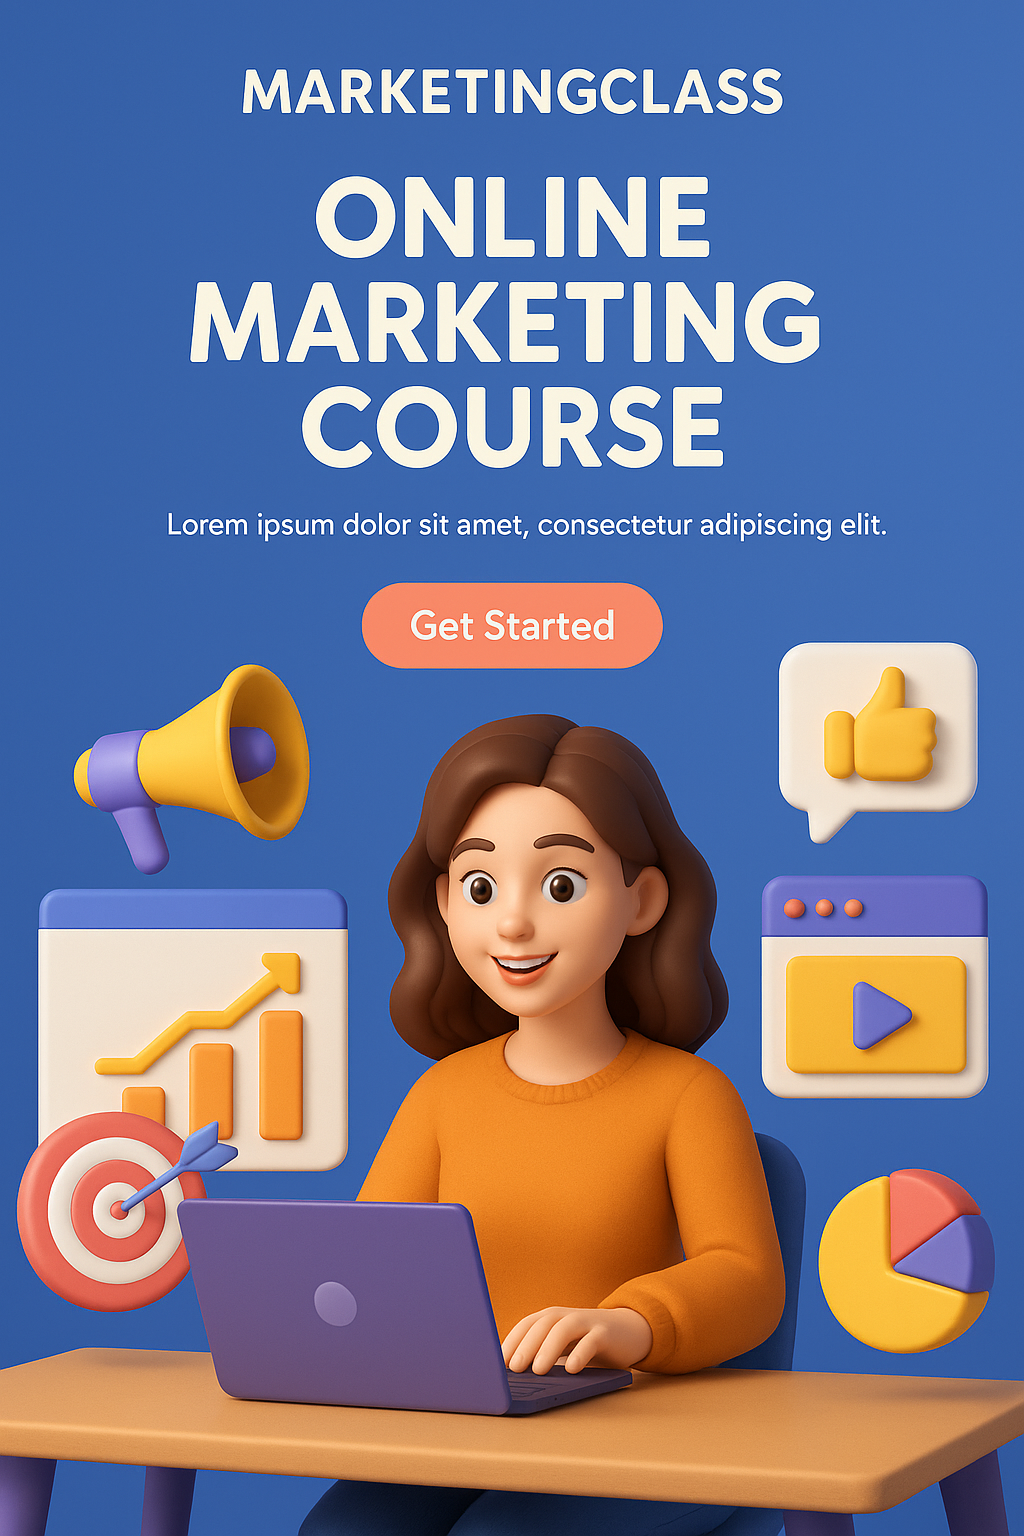 MARKETINGCLASS
ONLINE
MARKETING
COURSE
Lorem ipsum dolor sit amet, consectetur adipiscing elit.
Get Started